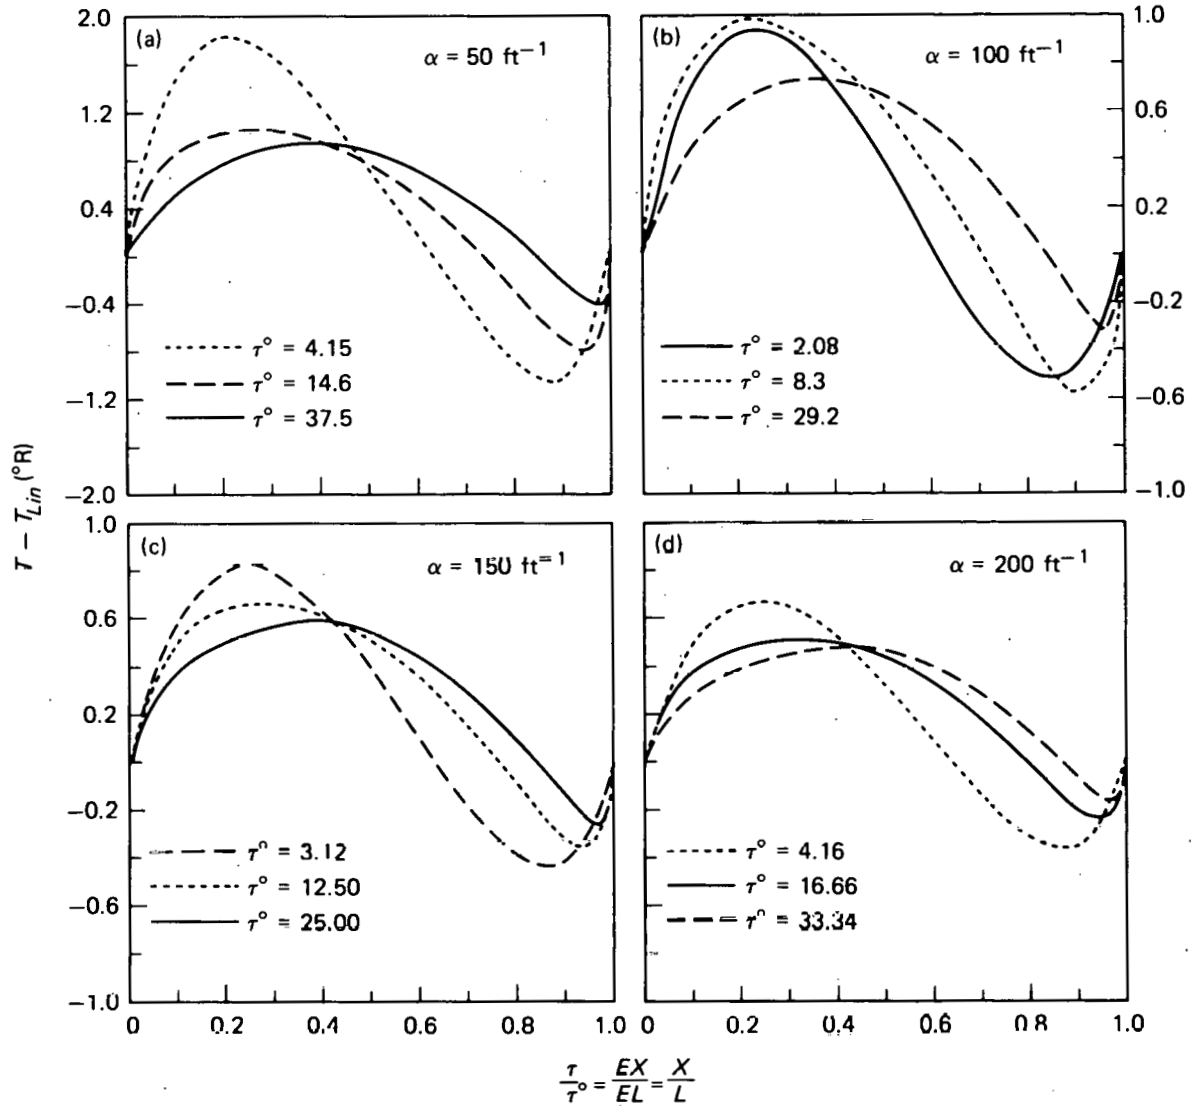 (a)
α = 50 ft⁻¹
2.0
1.2
0.4
−0.4
−1.2
−2.0
τ° = 4.15
τ° = 14.6
τ° = 37.5
(b)
α = 100 ft⁻¹
1.0
0.6
0.2
−0.2
−0.6
−1.0
τ° = 2.08
τ° = 8.3
τ° = 29.2
T − T_Lin (°R)
(c)
α = 150 ft⁻¹
1.0
0.6
0.2
−0.2
−0.6
−1.0
τ° = 3.12
τ° = 12.50
τ° = 25.00
0 0.2 0.4 0.6 0.8 1.0
(d)
α = 200 ft⁻¹
τ° = 4.16
τ° = 16.66
τ° = 33.34
0 0.2 0.4 0.6 0.8 1.0
τ/τ° = EX/EL = X/L